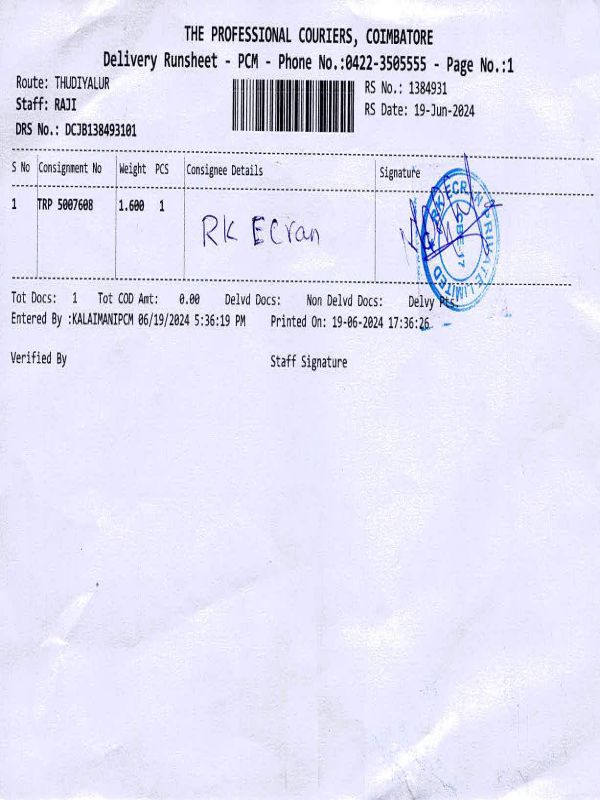 THE PROFESSIONAL COURIERS, COIMBATORE
Delivery Runsheet - PCM - Phone No.:0422-3505555 - Page No.:1
Route: THUDIYALUR
Staff: RAJI
DRS No.: DCJB138493101
RS No.: 1384931
RS Date: 19-Jun-2024
S No Consignment No Weight PCS Consignee Details Signature
1 TRP 5007608 1.600 1
RK Ecran
RK ECRAN PRIVATE LIMITED
Tot Docs: 1 Tot COD Amt: 0.00 Delvd Docs: Non Delvd Docs: Delvy Pts:
Entered By :KALAIMANIPCM 06/19/2024 5:36:19 PM Printed On: 19-06-2024 17:36:26
Verified By Staff Signature